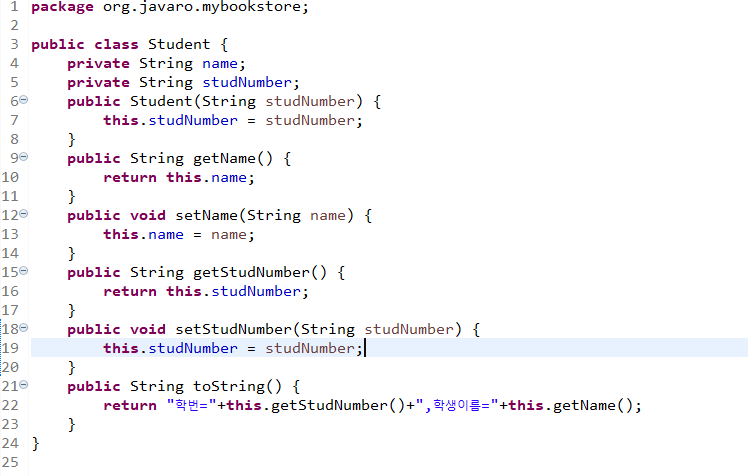 1 package org.javaro.mybookstore;
2
3 public class Student {
4     private String name;
5     private String studNumber;
6     public Student(String studNumber) {
7         this.studNumber = studNumber;
8     }
9     public String getName() {
10         return this.name;
11     }
12     public void setName(String name) {
13         this.name = name;
14     }
15     public String getStudNumber() {
16         return this.studNumber;
17     }
18     public void setStudNumber(String studNumber) {
19         this.studNumber = studNumber;
20     }
21     public String toString() {
22         return "학번="+this.getStudNumber()+",학생이름="+this.getName();
23     }
24 }
25